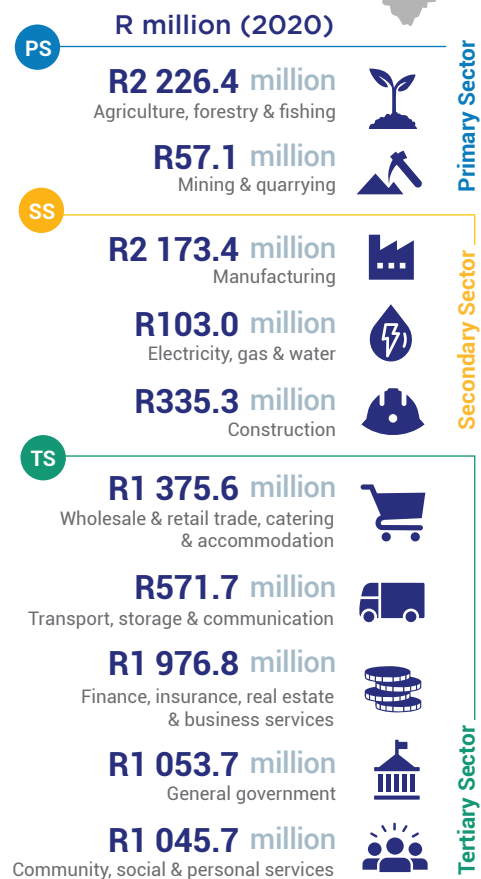 R million (2020)
PS
Primary Sector
R2 226.4 million
Agriculture, forestry & fishing
R57.1 million
Mining & quarrying
SS
Secondary Sector
R2 173.4 million
Manufacturing
R103.0 million
Electricity, gas & water
R335.3 million
Construction
TS
Tertiary Sector
R1 375.6 million
Wholesale & retail trade, catering
& accommodation
R571.7 million
Transport, storage & communication
R1 976.8 million
Finance, insurance, real estate
& business services
R1 053.7 million
General government
R1 045.7 million
Community, social & personal services